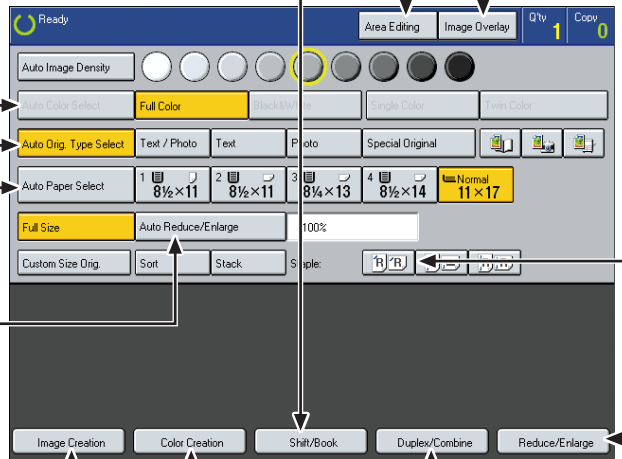 Ready
Area Editing
Image Overlay
Q'ty 1
Copy 0
Auto Image Density
Auto Color Select
Full Color
Black&White
Single Color
Twin Color
Auto Orig. Type Select
Text / Photo
Text
Photo
Special Original
Auto Paper Select
1
8½×11
2
8½×11
3
8¼×13
4
8½×14
Normal
11×17
Full Size
Auto Reduce/Enlarge
100%
Custom Size Orig.
Sort
Stack
Staple:
Image Creation
Color Creation
Shift/Book
Duplex/Combine
Reduce/Enlarge